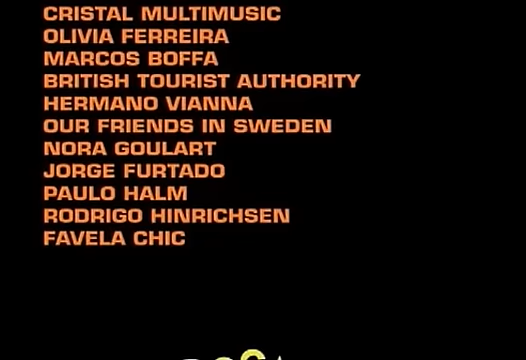 CRISTAL MULTIMUSIC
OLIVIA FERREIRA
MARCOS BOFFA
BRITISH TOURIST AUTHORITY
HERMANO VIANNA
OUR FRIENDS IN SWEDEN
NORA GOULART
JORGE FURTADO
PAULO HALM
RODRIGO HINRICHSEN
FAVELA CHIC